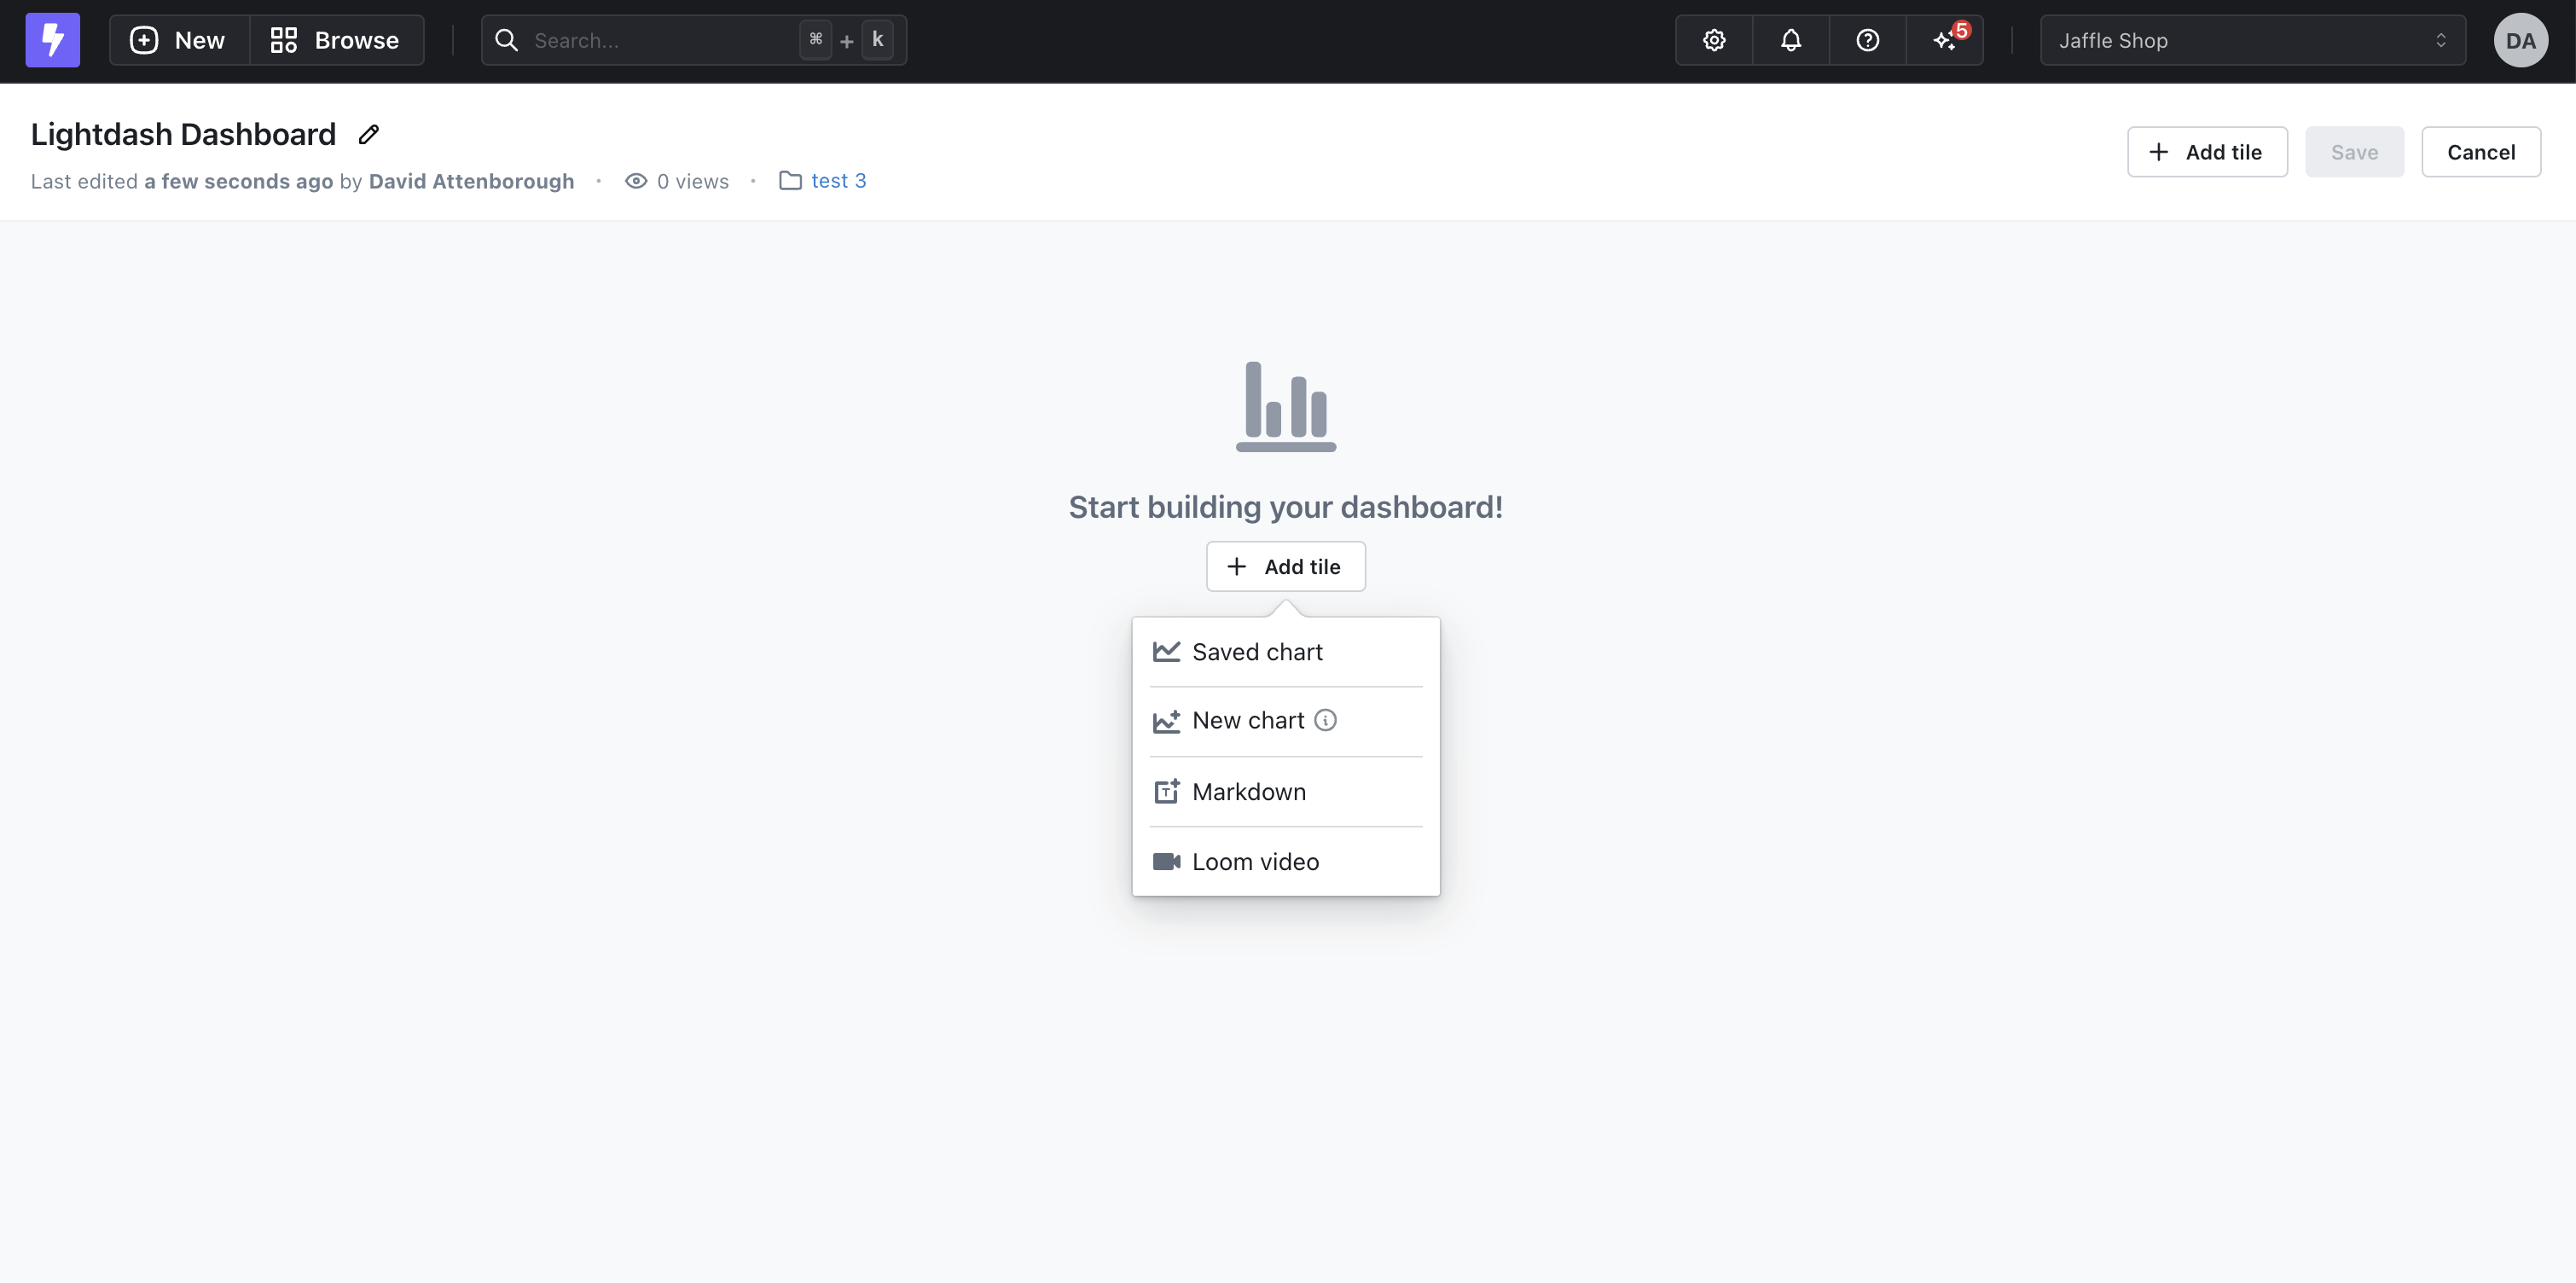 New Browse Search... ⌘ + k 5 Jaffle Shop DA
Lightdash Dashboard
Last edited a few seconds ago by David Attenborough · 0 views · test 3
+ Add tile Save Cancel
Start building your dashboard!
+ Add tile
Saved chart
New chart
Markdown
Loom video